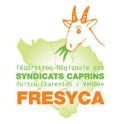 Fédération Régionale des
SYNDICATS CAPRINS
Poitou-Charentes / Vendée
FRESYCA